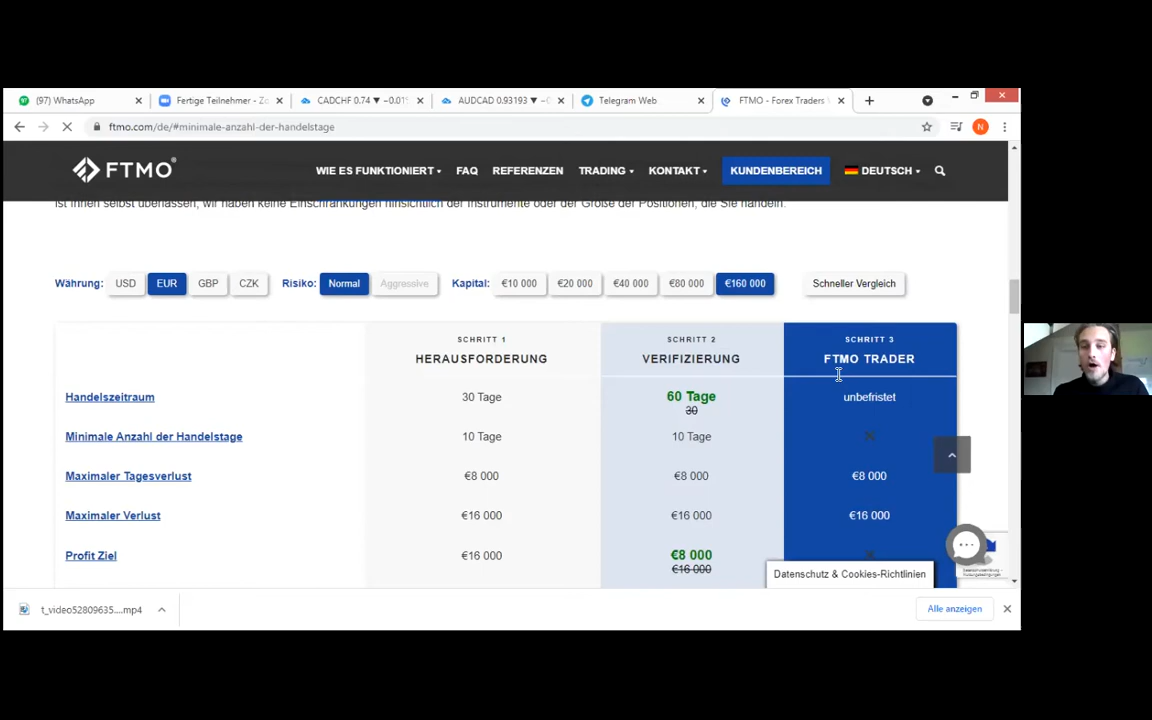 (97) WhatsApp
Fertige Teilnehmer - Zo
CADCHF 0.74 ▼ −0.01%
AUDCAD 0.93193 ▼ −0
Telegram Web
FTMO - Forex Traders
ftmo.com/de/#minimale-anzahl-der-handelstage
N
FTMO®
WIE ES FUNKTIONIERT
FAQ
REFERENZEN
TRADING
KONTAKT
KUNDENBEREICH
DEUTSCH
ist Ihnen selbst überlassen, wir haben keine Einschränkungen hinsichtlich der Instrumente oder der Größe der Positionen, die Sie handeln.
Währung: USD EUR GBP CZK Risiko: Normal Aggressive Kapital: €10 000 €20 000 €40 000 €80 000 €160 000 Schneller Vergleich
SCHRITT 1 SCHRITT 2 SCHRITT 3
HERAUSFORDERUNG VERIFIZIERUNG FTMO TRADER
Handelszeitraum 30 Tage 60 Tage unbefristet
30
Minimale Anzahl der Handelstage 10 Tage 10 Tage
Maximaler Tagesverlust €8 000 €8 000 €8 000
Maximaler Verlust €16 000 €16 000 €16 000
Profit Ziel €16 000 €8 000
€16 000
Datenschutz & Cookies-Richtlinien
t_video52809635....mp4
Alle anzeigen